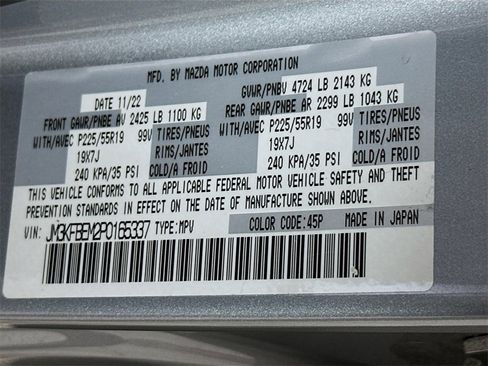 MFD. BY MAZDA MOTOR CORPORATION
DATE 11/22 GVWR/PNBV 4724 LB 2143 KG
FRONT GAWR/PNBE AV 2425 LB 1100 KG REAR GAWR/PNBE AR 2299 LB 1043 KG
WITH/AVEC P225/55R19 99V TIRES/PNEUS WITH/AVEC P225/55R19 99V TIRES/PNEUS
19X7J RIMS/JANTES 19X7J RIMS/JANTES
240 KPA/35 PSI COLD/A FROID 240 KPA/35 PSI COLD/A FROID
THIS VEHICLE CONFORMS TO ALL APPLICABLE FEDERAL MOTOR VEHICLE SAFETY AND THEFT
PREVENTION STANDARDS IN EFFECT ON THE DATE OF MANUFACTURE SHOWN ABOVE.
VIN: JM3KFBEM2P0165337 TYPE:MPV COLOR CODE:45P MADE IN JAPAN